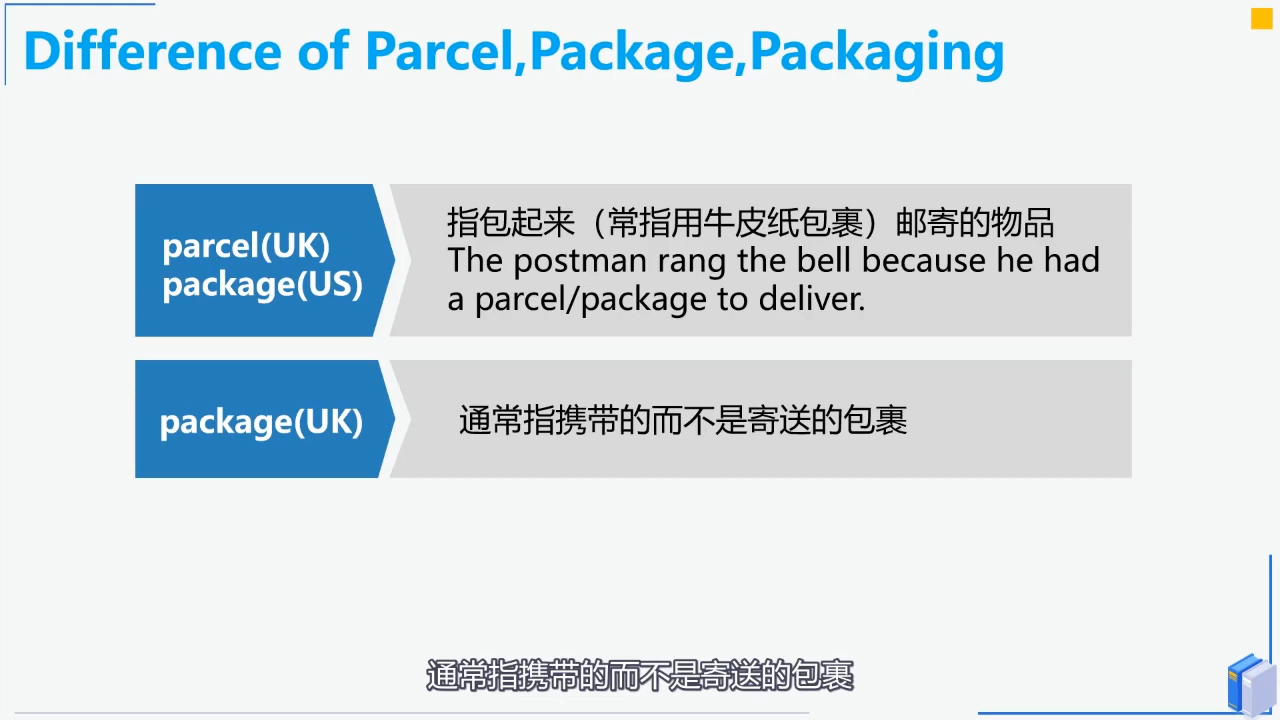 Difference of Parcel,Package,Packaging
parcel(UK)
package(US)
指包起来（常指用牛皮纸包裹）邮寄的物品
The postman rang the bell because he had
a parcel/package to deliver.
package(UK)
通常指携带的而不是寄送的包裹
通常指携带的而不是寄送的包裹